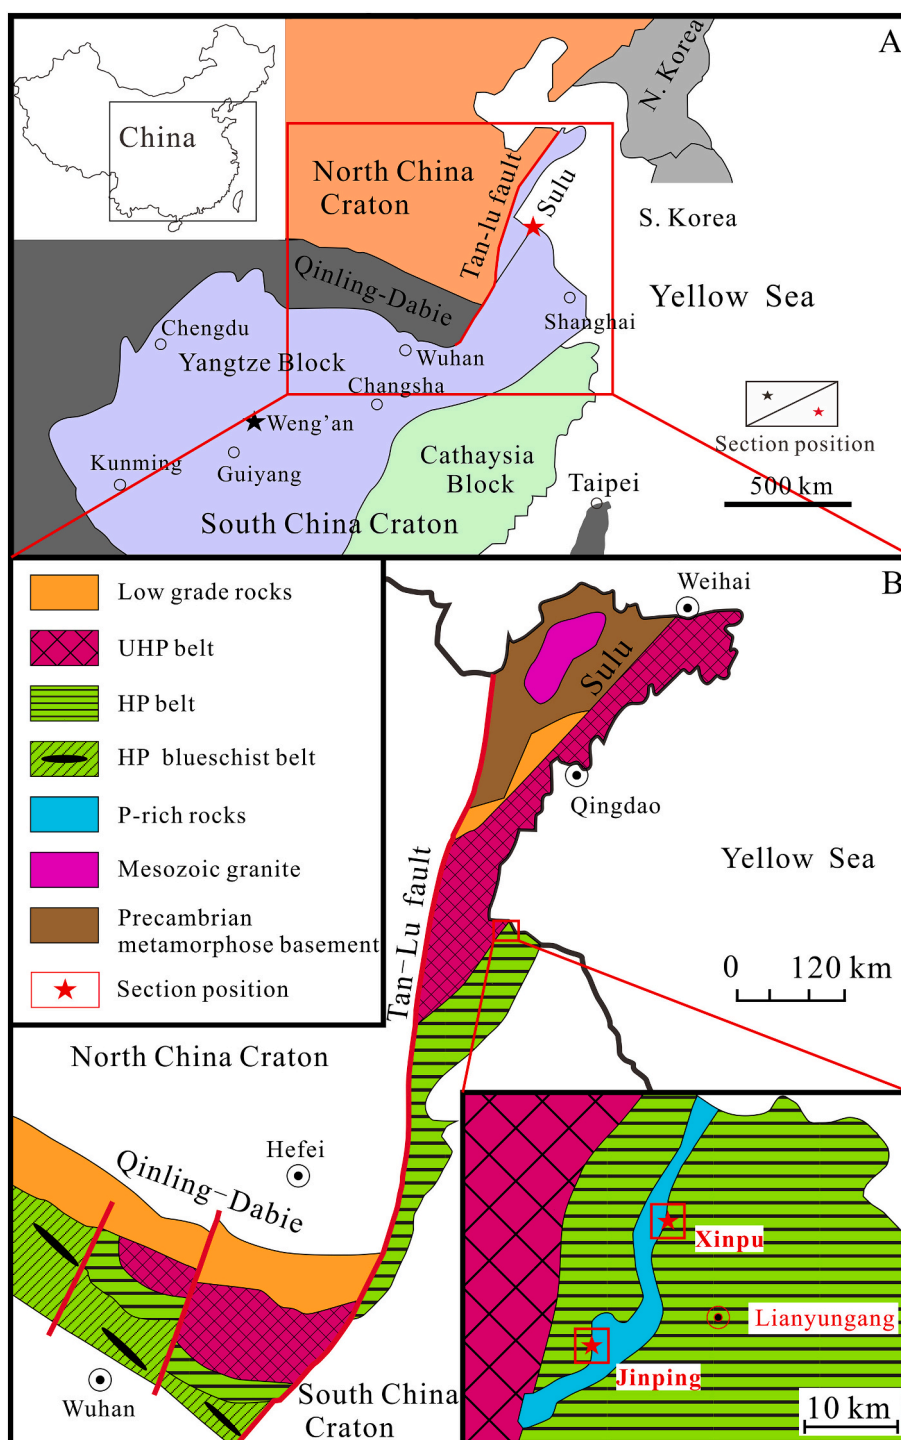 A
China
N. Korea
North China
Craton
Tan-lu fault
Sulu
S. Korea
Qinling-Dabie
Yellow Sea
Shanghai
Chengdu
Yangtze Block
Wuhan
Changsha
Weng’an
Kunming
Guiyang
Cathaysia
Block
Section position
Taipei
500 km
South China Craton
B
Low grade rocks
UHP belt
HP belt
HP blueschist belt
P-rich rocks
Mesozoic granite
Precambrian
metamorphose basement
Section position
Weihai
Sulu
Qingdao
Tan-Lu fault
Yellow Sea
0 120 km
North China Craton
Hefei
Qinling-Dabie
Wuhan
South China
Craton
Xinpu
Lianyungang
Jinping
10 km